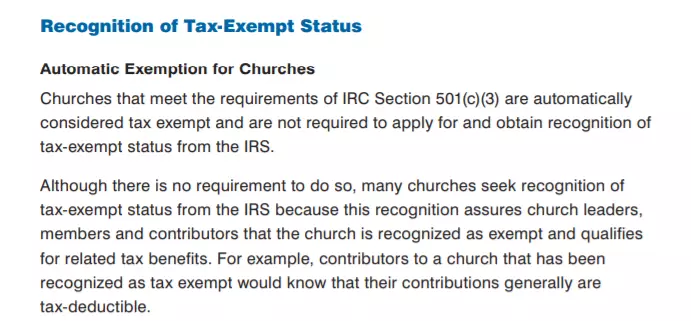 Recognition of Tax-Exempt Status
Automatic Exemption for Churches
Churches that meet the requirements of IRC Section 501(c)(3) are automatically
considered tax exempt and are not required to apply for and obtain recognition of
tax-exempt status from the IRS.
Although there is no requirement to do so, many churches seek recognition of
tax-exempt status from the IRS because this recognition assures church leaders,
members and contributors that the church is recognized as exempt and qualifies
for related tax benefits. For example, contributors to a church that has been
recognized as tax exempt would know that their contributions generally are
tax-deductible.